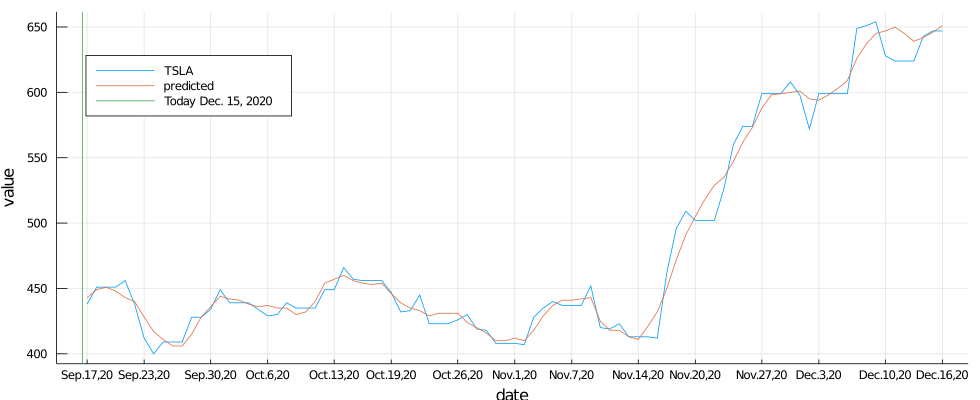 650
600
550
500
450
400
value
TSLA
predicted
Today Dec. 15, 2020
Sep.17,20 Sep.23,20 Sep.30,20 Oct.6,20 Oct.13,20 Oct.19,20 Oct.26,20 Nov.1,20 Nov.7,20 Nov.14,20 Nov.20,20 Nov.27,20 Dec.3,20 Dec.10,20 Dec.16,20
date